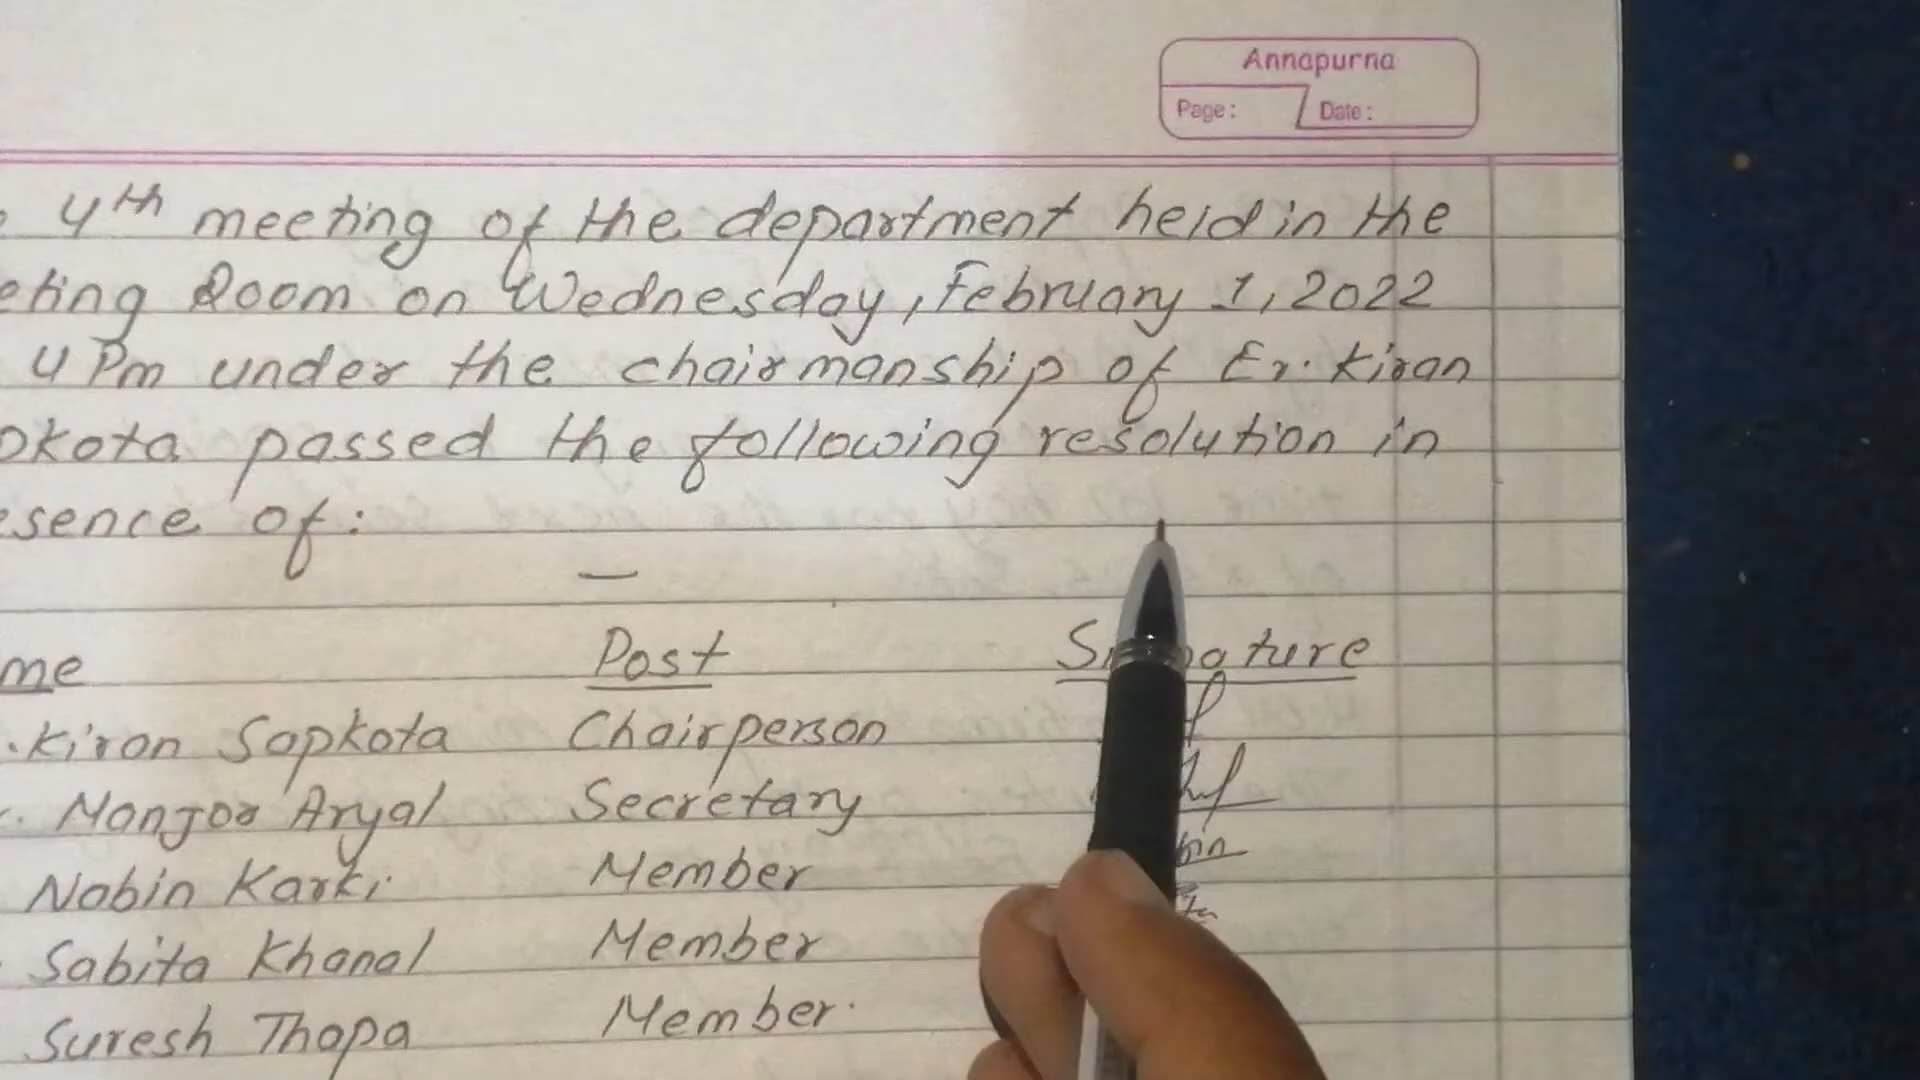 Annapurna
Page: Date:
4th meeting of the department held in the
eting Room on Wednesday, February 1, 2022
4 Pm under the chairmanship of Er. Kiran
pkota passed the following resolution in
esence of:
me Post Signature
. Kiran Sapkota Chairperson
. Manjar Aryal Secretary
Nabin Karki Member
Sabita Khanal Member
Suresh Thapa Member.